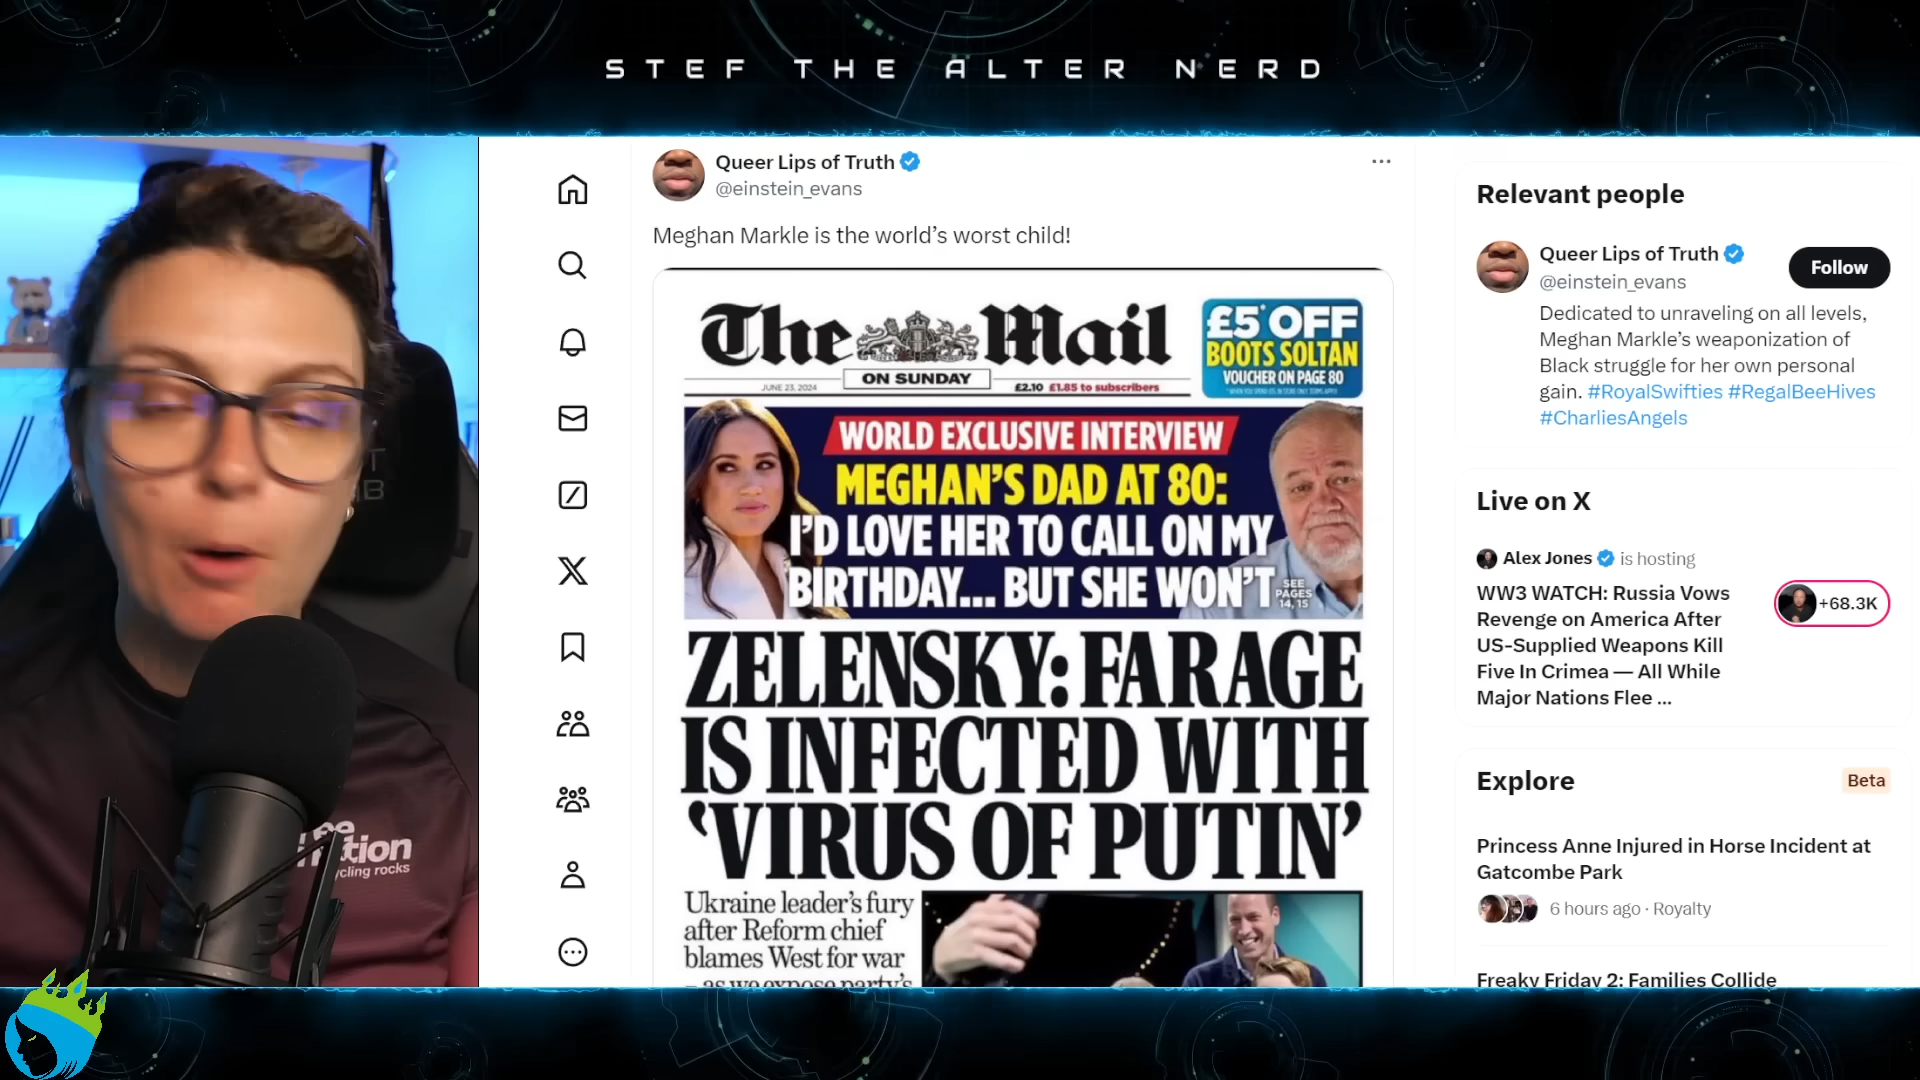 STEF THE ALTER NERD
Queer Lips of Truth
@einstein_evans
Meghan Markle is the world's worst child!
The Mail
ON SUNDAY
JUNE 23, 2024
£2.10 £1.85 to subscribers
£5* OFF
BOOTS SOLTAN
VOUCHER ON PAGE 80
WORLD EXCLUSIVE INTERVIEW
MEGHAN'S DAD AT 80:
I'D LOVE HER TO CALL ON MY
BIRTHDAY... BUT SHE WON'T
SEE
PAGES
14, 15
ZELENSKY: FARAGE
IS INFECTED WITH
'VIRUS OF PUTIN'
Ukraine leader's fury
after Reform chief
blames West for war
– as we expose party's
Relevant people
Queer Lips of Truth
@einstein_evans
Follow
Dedicated to unraveling on all levels,
Meghan Markle's weaponization of
Black struggle for her own personal
gain. #RoyalSwifties #RegalBeeHives
#CharliesAngels
Live on X
Alex Jones is hosting
WW3 WATCH: Russia Vows
Revenge on America After
US-Supplied Weapons Kill
Five In Crimea — All While
Major Nations Flee ...
+68.3K
Explore
Beta
Princess Anne Injured in Horse Incident at
Gatcombe Park
6 hours ago · Royalty
Freaky Friday 2: Families Collide
cycling rocks